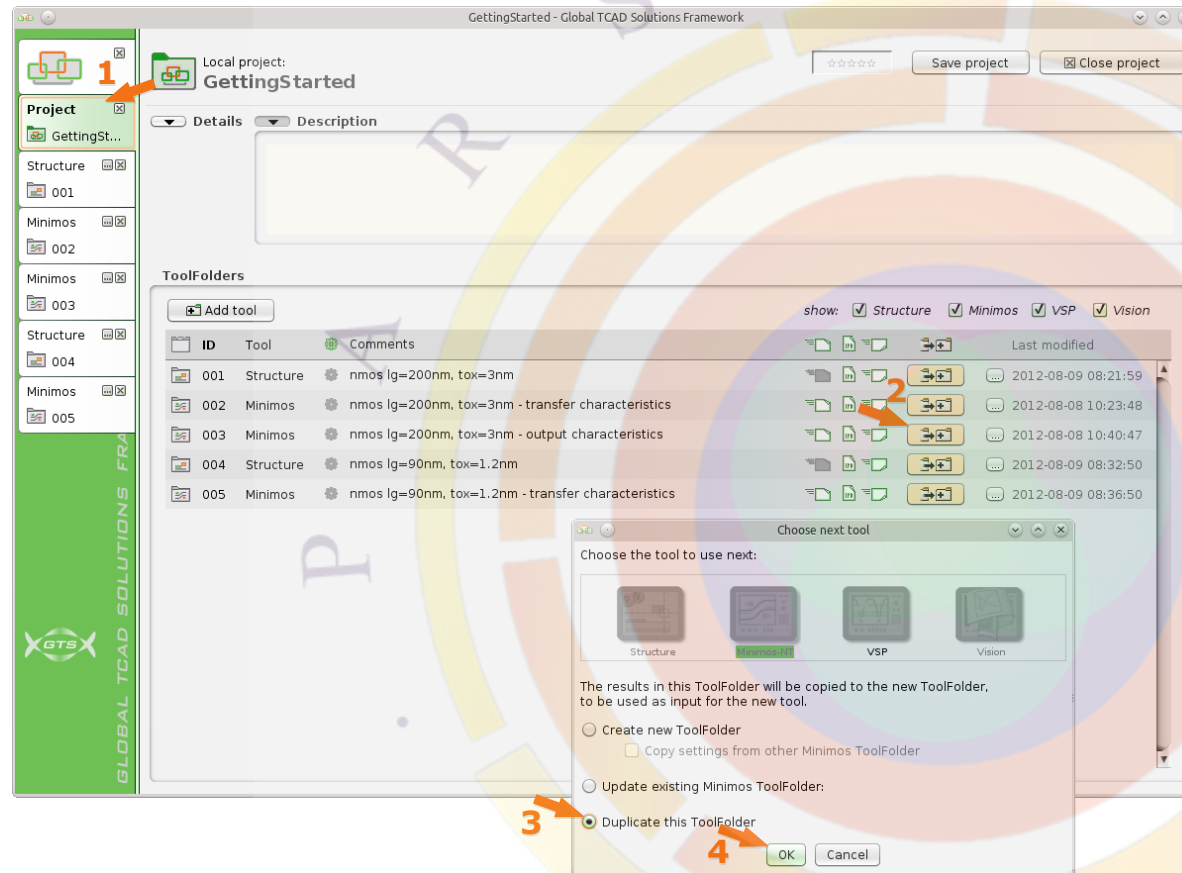 GettingStarted - Global TCAD Solutions Framework
1
Local project:
GettingStarted
☆☆☆☆☆
Save project
Close project
Project
GettingSt...
Details
Description
Structure
001
Minimos
002
Minimos
003
Structure
004
Minimos
005
ToolFolders
Add tool
show: Structure Minimos VSP Vision
ID Tool Comments Last modified
001 Structure nmos lg=200nm, tox=3nm ... 2012-08-09 08:21:59
2
002 Minimos nmos lg=200nm, tox=3nm - transfer characteristics ... 2012-08-08 10:23:48
003 Minimos nmos lg=200nm, tox=3nm - output characteristics ... 2012-08-08 10:40:47
004 Structure nmos lg=90nm, tox=1.2nm ... 2012-08-09 08:32:50
005 Minimos nmos lg=90nm, tox=1.2nm - transfer characteristics ... 2012-08-09 08:36:50
Choose next tool
Choose the tool to use next:
Structure Minimos-NT VSP Vision
The results in this ToolFolder will be copied to the new ToolFolder,
to be used as input for the new tool.
Create new ToolFolder
Copy settings from other Minimos ToolFolder
Update existing Minimos ToolFolder:
3
Duplicate this ToolFolder
4
OK Cancel
GTS
GLOBAL TCAD SOLUTIONS FRA
P A R S